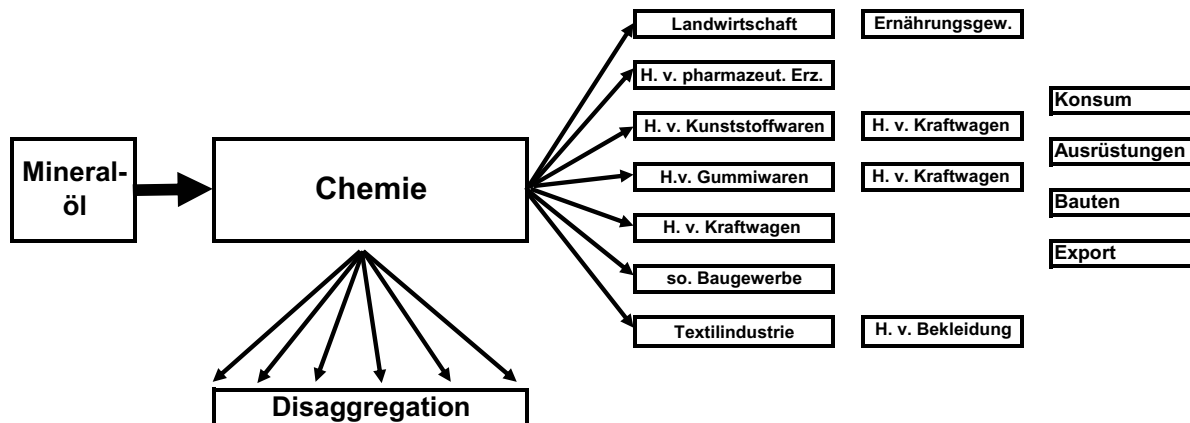 Mineral-
öl
Chemie
Disaggregation
Landwirtschaft
H. v. pharmazeut. Erz.
H. v. Kunststoffwaren
H.v. Gummiwaren
H. v. Kraftwagen
so. Baugewerbe
Textilindustrie
Ernährungsgew.
H. v. Kraftwagen
H. v. Kraftwagen
H. v. Bekleidung
Konsum
Ausrüstungen
Bauten
Export